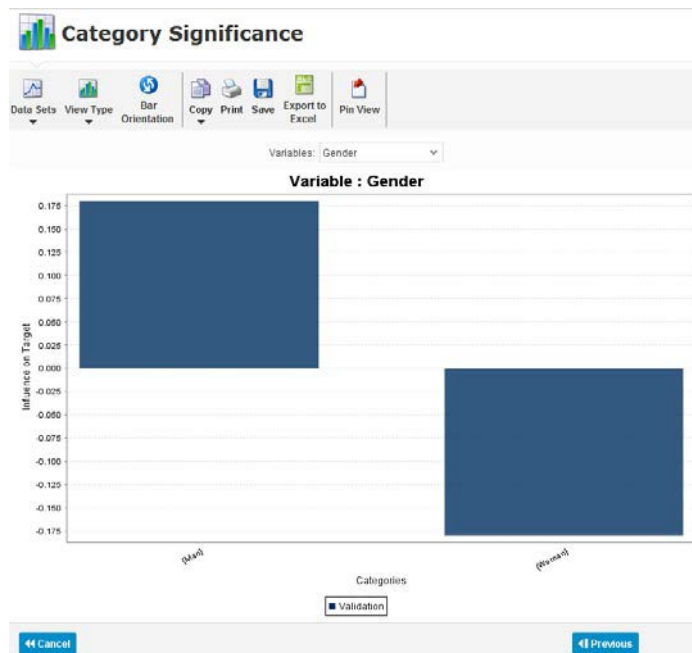 Category Significance
Data Sets View Type Bar Orientation Copy Print Save Export to Excel Pin View
Variables: Gender
Variable : Gender
0.175
0.150
0.125
0.100
0.075
0.050
0.025
0.000
-0.025
-0.050
-0.075
-0.100
-0.125
-0.150
-0.175
Influence on Target
{Man} {Woman}
Categories
Validation
Cancel Previous